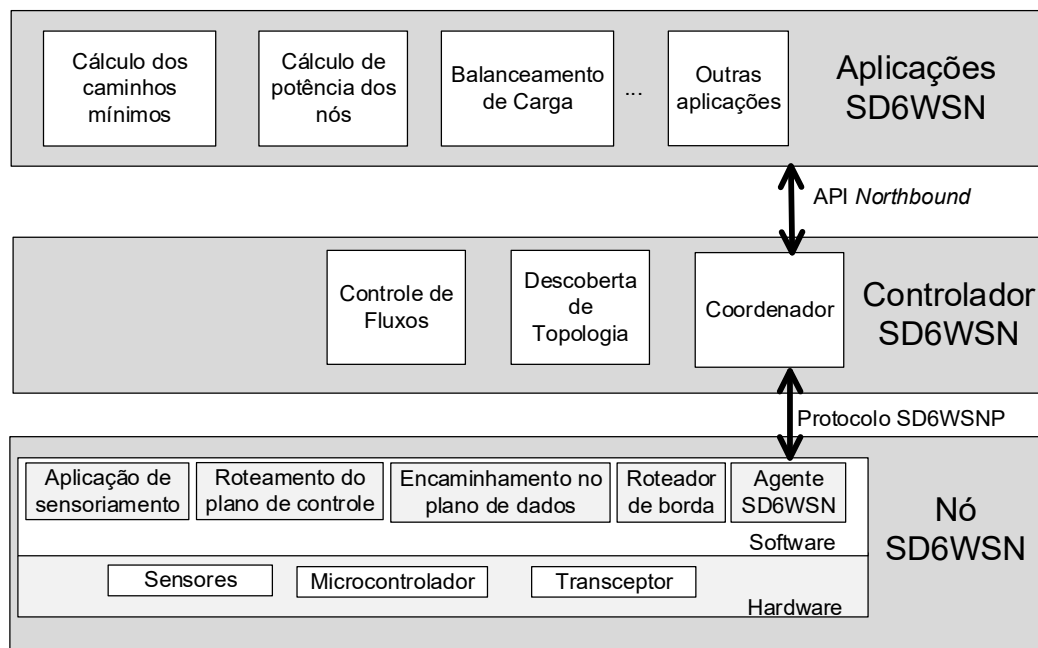 Cálculo dos
caminhos
mínimos
Cálculo de
potência dos
nós
Balanceamento
de Carga
...
Outras
aplicações
Aplicações
SD6WSN
API Northbound
Controle de
Fluxos
Descoberta
de
Topologia
Coordenador
Controlador
SD6WSN
Protocolo SD6WSNP
Aplicação de
sensoriamento
Roteamento do
plano de controle
Encaminhamento no
plano de dados
Roteador
de borda
Agente
SD6WSN
Software
Nó
SD6WSN
Sensores
Microcontrolador
Transceptor
Hardware